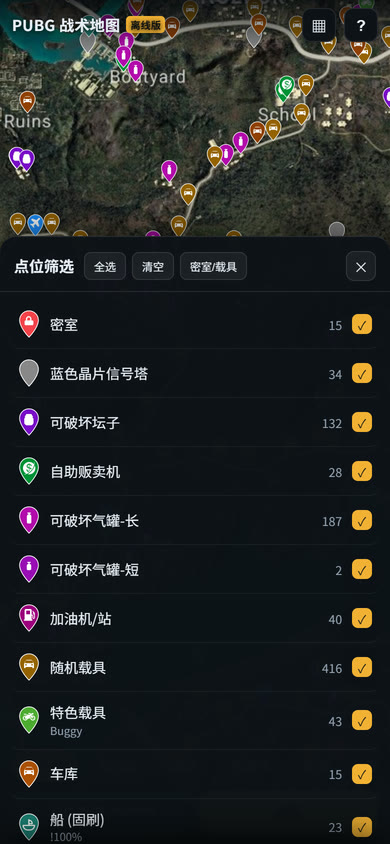 PUBG 战术地图 离线版 ?
Boatyard
School
Ruins
点位筛选 全选 清空 密室/载具
密室 15
蓝色晶片信号塔 34
可破坏坛子 132
自助贩卖机 28
可破坏气罐-长 187
可破坏气罐-短 2
加油机/站 40
随机载具 416
特色载具 43
Buggy
车库 15
船 (固刷) 23
!100%